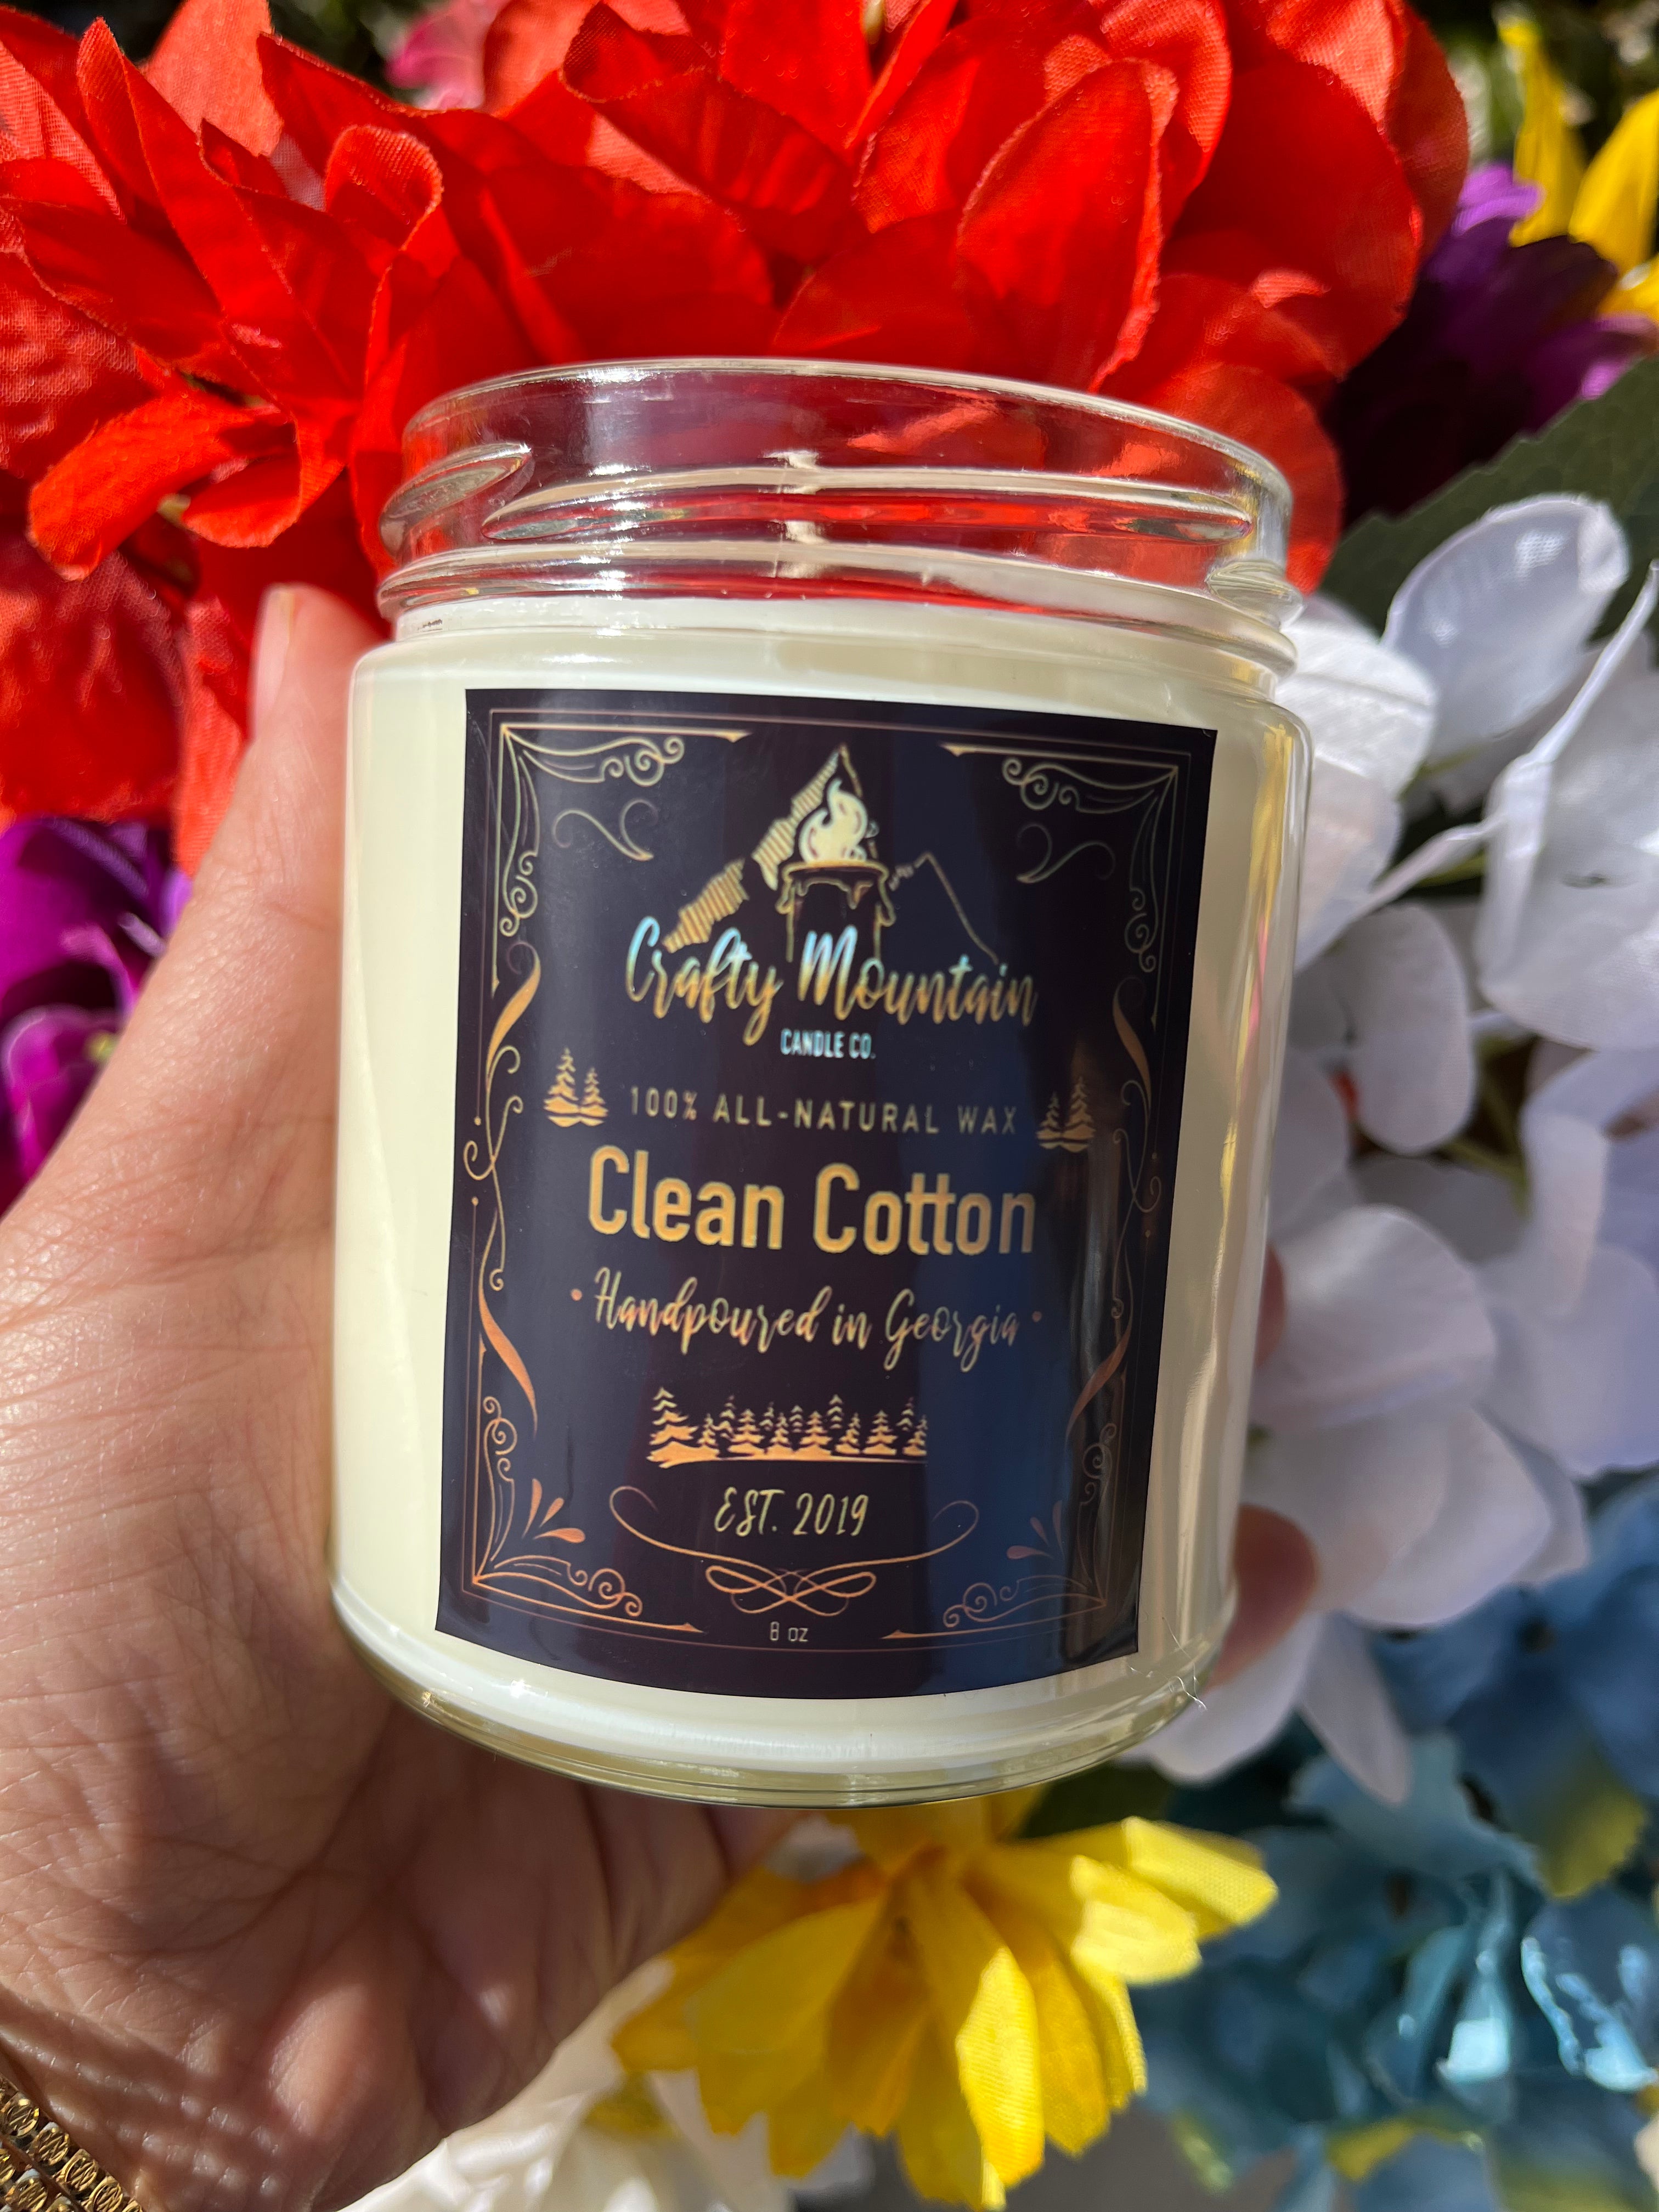 Crafty Mountain
CANDLE CO.
100% ALL-NATURAL WAX
Clean Cotton
• Handpoured in Georgia •
EST. 2019
8 oz